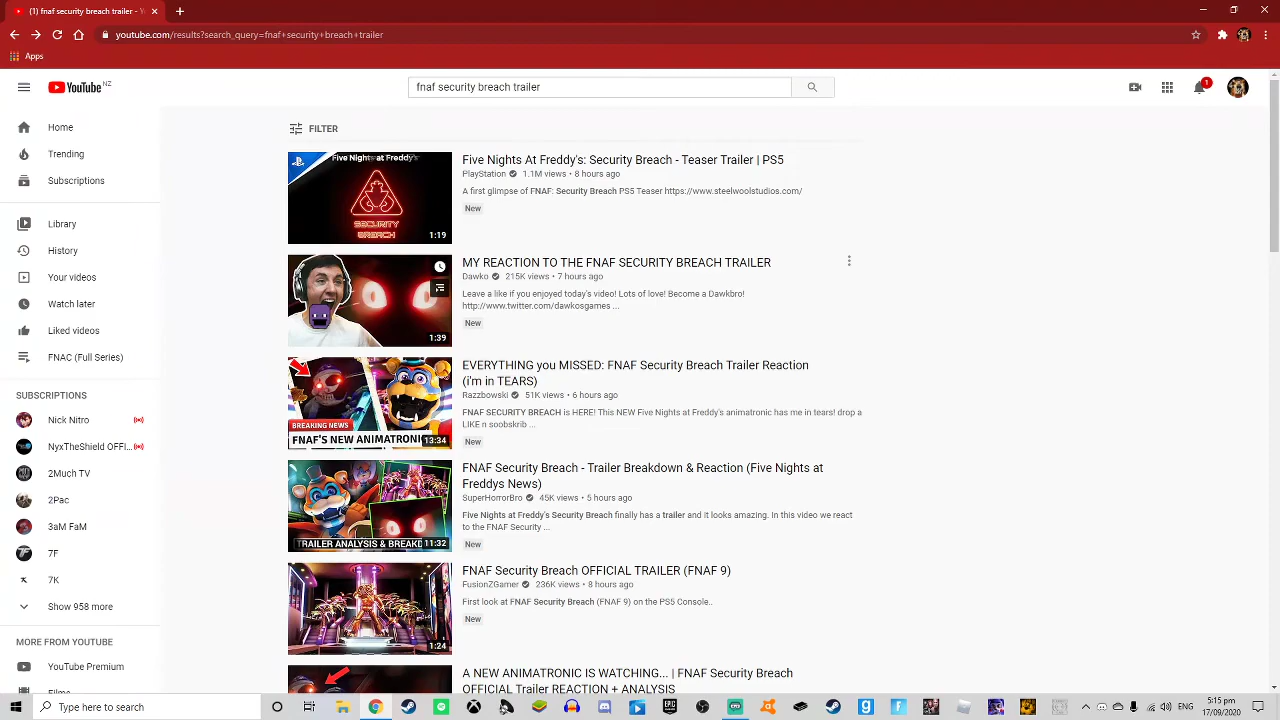 (1) fnaf security breach trailer -
youtube.com/results?search_query=fnaf+security+breach+trailer
Apps
YouTube NZ
fnaf security breach trailer
1
Home
Trending
Subscriptions
Library
History
Your videos
Watch later
Liked videos
FNAC (Full Series)
SUBSCRIPTIONS
Nick Nitro
NyxTheShield OFFI...
2Much TV
2Pac
3aM FaM
7F
7K
Show 958 more
MORE FROM YOUTUBE
YouTube Premium
Films
FILTER
Five Nights at Freddy's
SECURITY
BREACH
1:19
Five Nights At Freddy's: Security Breach - Teaser Trailer | PS5
PlayStation 1.1M views • 8 hours ago
A first glimpse of FNAF: Security Breach PS5 Teaser https://www.steelwoolstudios.com/
New
1:39
MY REACTION TO THE FNAF SECURITY BREACH TRAILER
Dawko 215K views • 7 hours ago
Leave a like if you enjoyed today's video! Lots of love! Become a Dawkbro!
http://www.twitter.com/dawkosgames ...
New
BREAKING NEWS
FNAF'S NEW ANIMATRONIC
13:34
EVERYTHING you MISSED: FNAF Security Breach Trailer Reaction
(i'm in TEARS)
Razzbowski 51K views • 6 hours ago
FNAF SECURITY BREACH is HERE! This NEW Five Nights at Freddy's animatronic has me in tears! drop a
LIKE n soobskrib ...
New
TRAILER ANALYSIS & BREAKD
11:32
FNAF Security Breach - Trailer Breakdown & Reaction (Five Nights at
Freddys News)
SuperHorrorBro 45K views • 5 hours ago
Five Nights at Freddy's Security Breach finally has a trailer and it looks amazing. In this video we react
to the FNAF Security ...
New
1:24
FNAF Security Breach OFFICIAL TRAILER (FNAF 9)
FusionZGamer 236K views • 8 hours ago
First look at FNAF Security Breach (FNAF 9) on the PS5 Console..
New
A NEW ANIMATRONIC IS WATCHING... | FNAF Security Breach
OFFICIAL Trailer REACTION + ANALYSIS
Type here to search
5:15 pm
17/09/2020